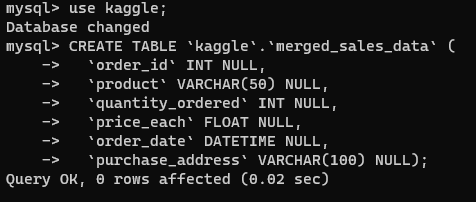 mysql> use kaggle;
Database changed
mysql> CREATE TABLE `kaggle`.`merged_sales_data` (
    ->   `order_id` INT NULL,
    ->   `product` VARCHAR(50) NULL,
    ->   `quantity_ordered` INT NULL,
    ->   `price_each` FLOAT NULL,
    ->   `order_date` DATETIME NULL,
    ->   `purchase_address` VARCHAR(100) NULL);
Query OK, 0 rows affected (0.02 sec)